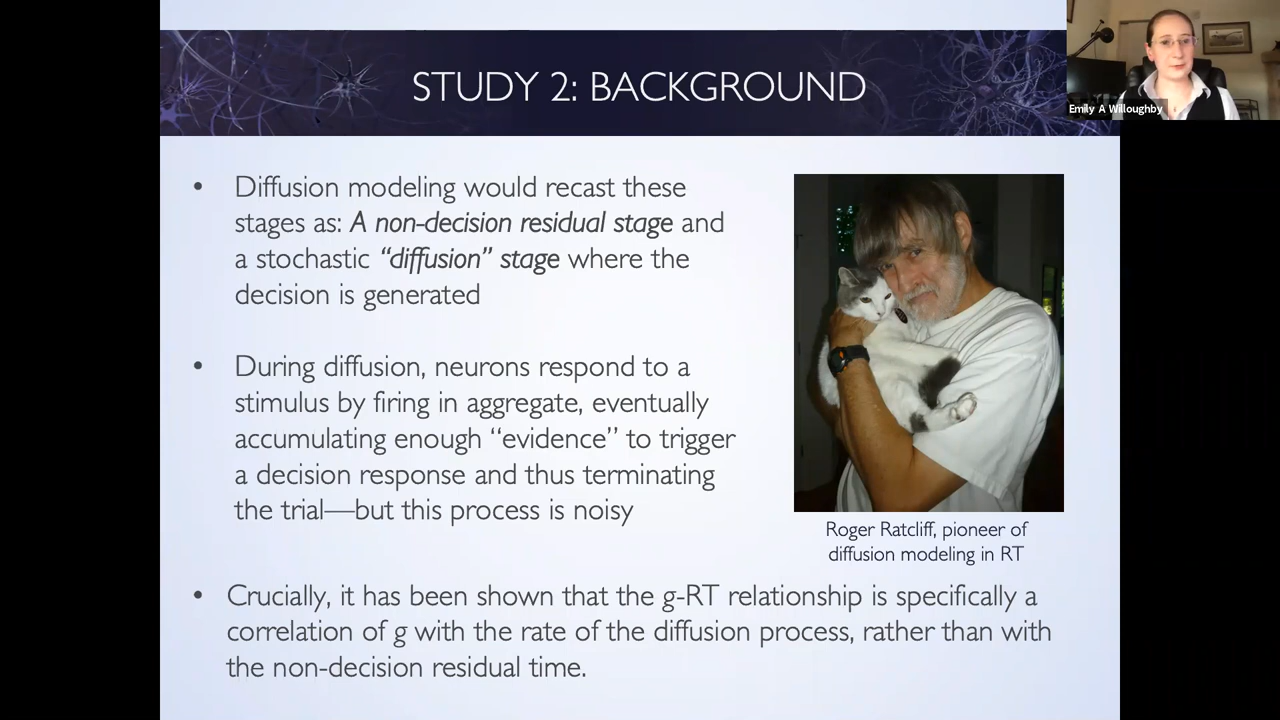 STUDY 2: BACKGROUND
Emily A Willoughby
• Diffusion modeling would recast these
stages as: A non-decision residual stage and
a stochastic “diffusion” stage where the
decision is generated
• During diffusion, neurons respond to a
stimulus by firing in aggregate, eventually
accumulating enough “evidence” to trigger
a decision response and thus terminating
the trial—but this process is noisy
Roger Ratcliff, pioneer of
diffusion modeling in RT
• Crucially, it has been shown that the g-RT relationship is specifically a
correlation of g with the rate of the diffusion process, rather than with
the non-decision residual time.